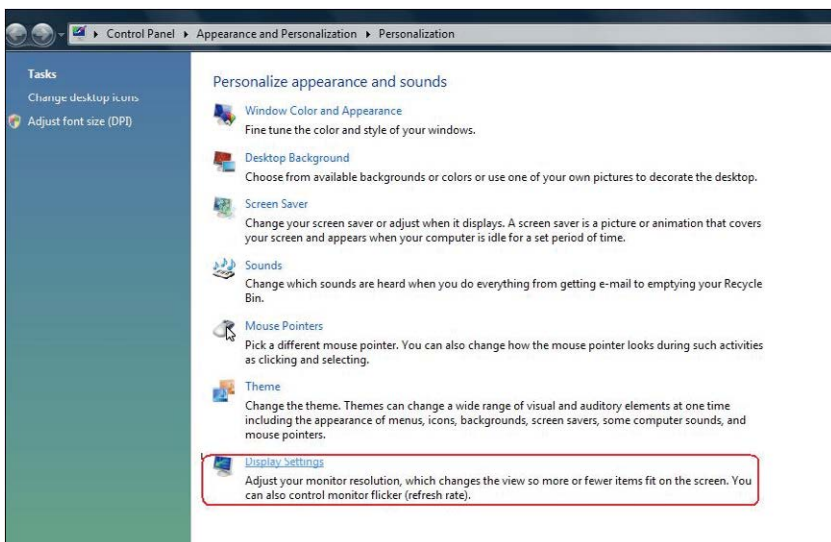 Control Panel Appearance and Personalization Personalization
Tasks
Change desktop icons
Adjust font size (DPI)
Personalize appearance and sounds
Window Color and Appearance
Fine tune the color and style of your windows.
Desktop Background
Choose from available backgrounds or colors or use one of your own pictures to decorate the desktop.
Screen Saver
Change your screen saver or adjust when it displays. A screen saver is a picture or animation that covers
your screen and appears when your computer is idle for a set period of time.
Sounds
Change which sounds are heard when you do everything from getting e-mail to emptying your Recycle
Bin.
Mouse Pointers
Pick a different mouse pointer. You can also change how the mouse pointer looks during such activities
as clicking and selecting.
Theme
Change the theme. Themes can change a wide range of visual and auditory elements at one time
including the appearance of menus, icons, backgrounds, screen savers, some computer sounds, and
mouse pointers.
Display Settings
Adjust your monitor resolution, which changes the view so more or fewer items fit on the screen. You
can also control monitor flicker (refresh rate).